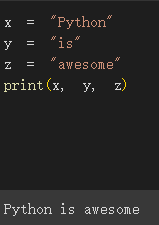 x = "Python"
y = "is"
z = "awesome"
print(x, y, z)
Python is awesome